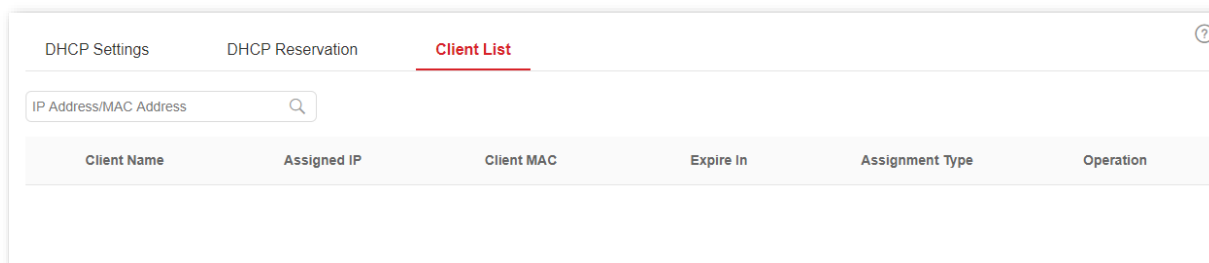 DHCP Settings DHCP Reservation Client List
IP Address/MAC Address
Client Name Assigned IP Client MAC Expire In Assignment Type Operation